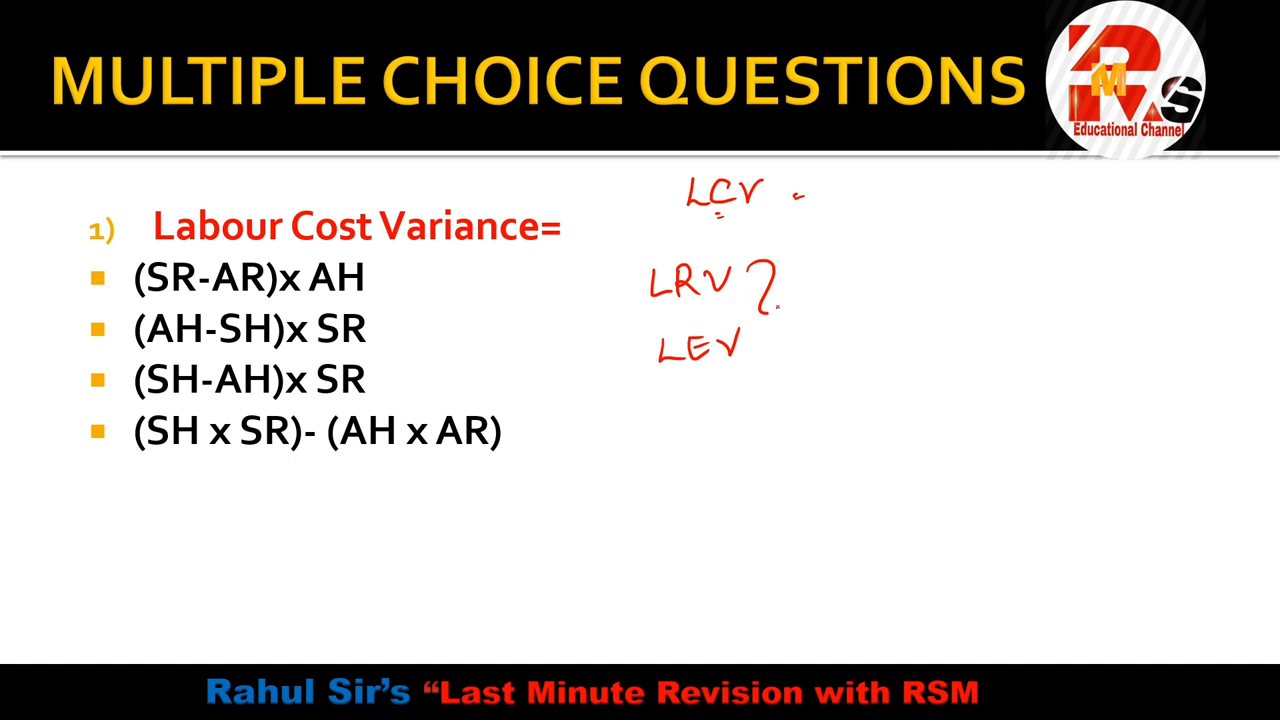 MULTIPLE CHOICE QUESTIONS
RMS
Educational Channel
LCV =
1) Labour Cost Variance=
(SR-AR)x AH
LRV
(AH-SH)x SR
LEV
(SH-AH)x SR
(SH x SR)- (AH x AR)
Rahul Sir's “Last Minute Revision with RSM